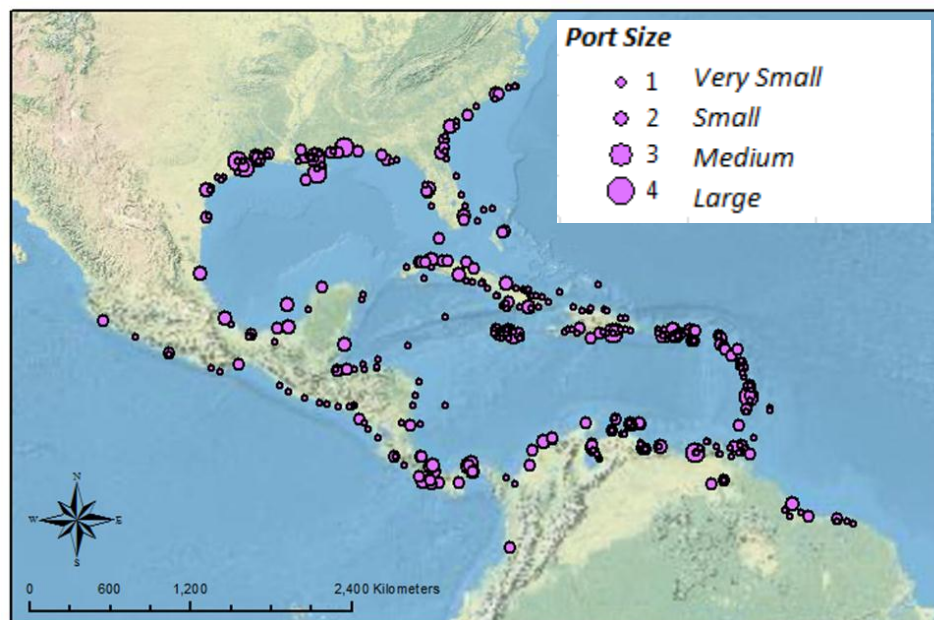 Port Size
1 Very Small
2 Small
3 Medium
4 Large
N
W E
S
0 600 1,200 2,400 Kilometers